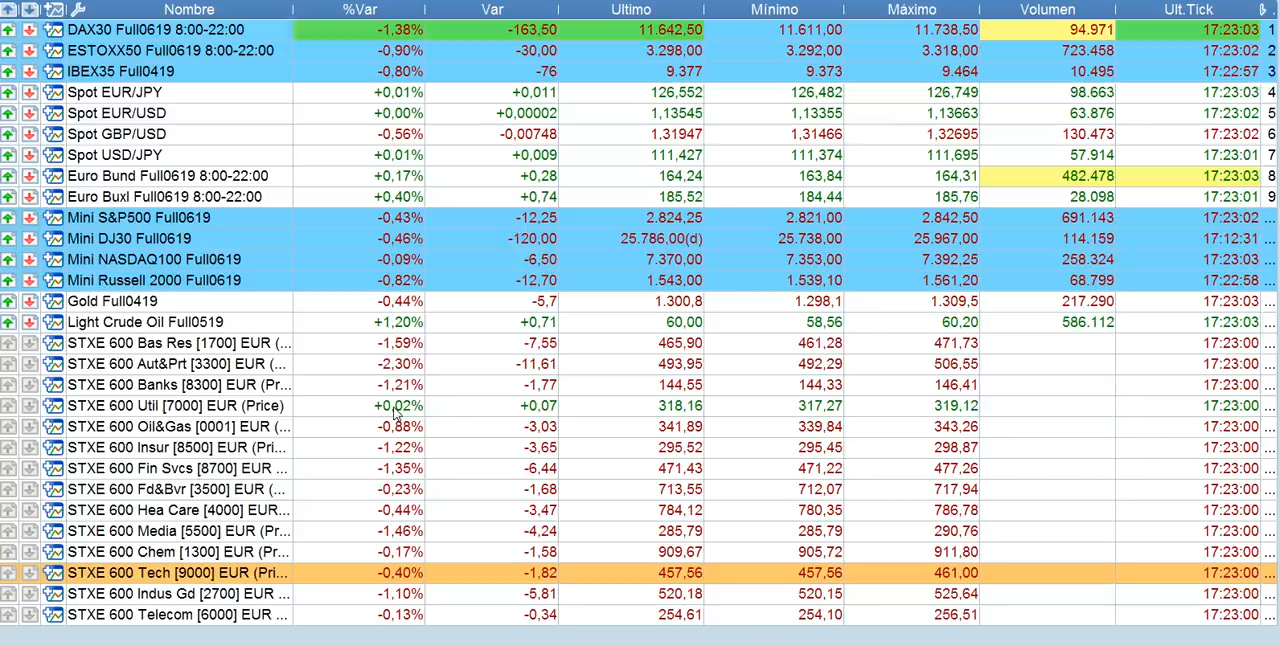 Nombre %Var Var Ultimo Mínimo Máximo Volumen Ult.Tick
DAX30 Full0619 8:00-22:00 -1,38% -163,50 11.642,50 11.611,00 11.738,50 94.971 17:23:03 1
ESTOXX50 Full0619 8:00-22:00 -0,90% -30,00 3.298,00 3.292,00 3.318,00 723.458 17:23:02 2
IBEX35 Full0419 -0,80% -76 9.377 9.373 9.464 10.495 17:22:57 3
Spot EUR/JPY +0,01% +0,011 126,552 126,482 126,749 98.663 17:23:03 4
Spot EUR/USD +0,00% +0,00002 1,13545 1,13355 1,13663 63.876 17:23:02 5
Spot GBP/USD -0,56% -0,00748 1,31947 1,31466 1,32695 130.473 17:23:02 6
Spot USD/JPY +0,01% +0,009 111,427 111,374 111,695 57.914 17:23:01 7
Euro Bund Full0619 8:00-22:00 +0,17% +0,28 164,24 163,84 164,31 482.478 17:23:03 8
Euro Buxl Full0619 8:00-22:00 +0,40% +0,74 185,52 184,44 185,76 28.098 17:23:01 9
Mini S&P500 Full0619 -0,43% -12,25 2.824,25 2.821,00 2.842,50 691.143 17:23:02 ...
Mini DJ30 Full0619 -0,46% -120,00 25.786,00(d) 25.738,00 25.967,00 114.159 17:12:31 ...
Mini NASDAQ100 Full0619 -0,09% -6,50 7.370,00 7.353,00 7.392,25 258.324 17:23:03 ...
Mini Russell 2000 Full0619 -0,82% -12,70 1.543,00 1.539,10 1.561,20 68.799 17:22:58 ...
Gold Full0419 -0,44% -5,7 1.300,8 1.298,1 1.309,5 217.290 17:23:03 ...
Light Crude Oil Full0519 +1,20% +0,71 60,00 58,56 60,20 586.112 17:23:03 ...
STXE 600 Bas Res [1700] EUR (... -1,59% -7,55 465,90 461,28 471,73 17:23:00 ...
STXE 600 Aut&Prt [3300] EUR (... -2,30% -11,61 493,95 492,29 506,55 17:23:00 ...
STXE 600 Banks [8300] EUR (Pr... -1,21% -1,77 144,55 144,33 146,41 17:23:00 ...
STXE 600 Util [7000] EUR (Price) +0,02% +0,07 318,16 317,27 319,12 17:23:00 ...
STXE 600 Oil&Gas [0001] EUR (... -0,88% -3,03 341,89 339,84 343,26 17:23:00 ...
STXE 600 Insur [8500] EUR (Pri... -1,22% -3,65 295,52 295,45 298,87 17:23:00 ...
STXE 600 Fin Svcs [8700] EUR ... -1,35% -6,44 471,43 471,22 477,26 17:23:00 ...
STXE 600 Fd&Bvr [3500] EUR (... -0,23% -1,68 713,55 712,07 717,94 17:23:00 ...
STXE 600 Hea Care [4000] EUR... -0,44% -3,47 784,12 780,35 786,78 17:23:00 ...
STXE 600 Media [5500] EUR (Pr... -1,46% -4,24 285,79 285,79 290,76 17:23:00 ...
STXE 600 Chem [1300] EUR (Pr... -0,17% -1,58 909,67 905,72 911,80 17:23:00 ...
STXE 600 Tech [9000] EUR (Pri... -0,40% -1,82 457,56 457,56 461,00 17:23:00 ...
STXE 600 Indus Gd [2700] EUR ... -1,10% -5,81 520,18 520,15 525,64 17:23:00 ...
STXE 600 Telecom [6000] EUR ... -0,13% -0,34 254,61 254,10 256,51 17:23:00 ...